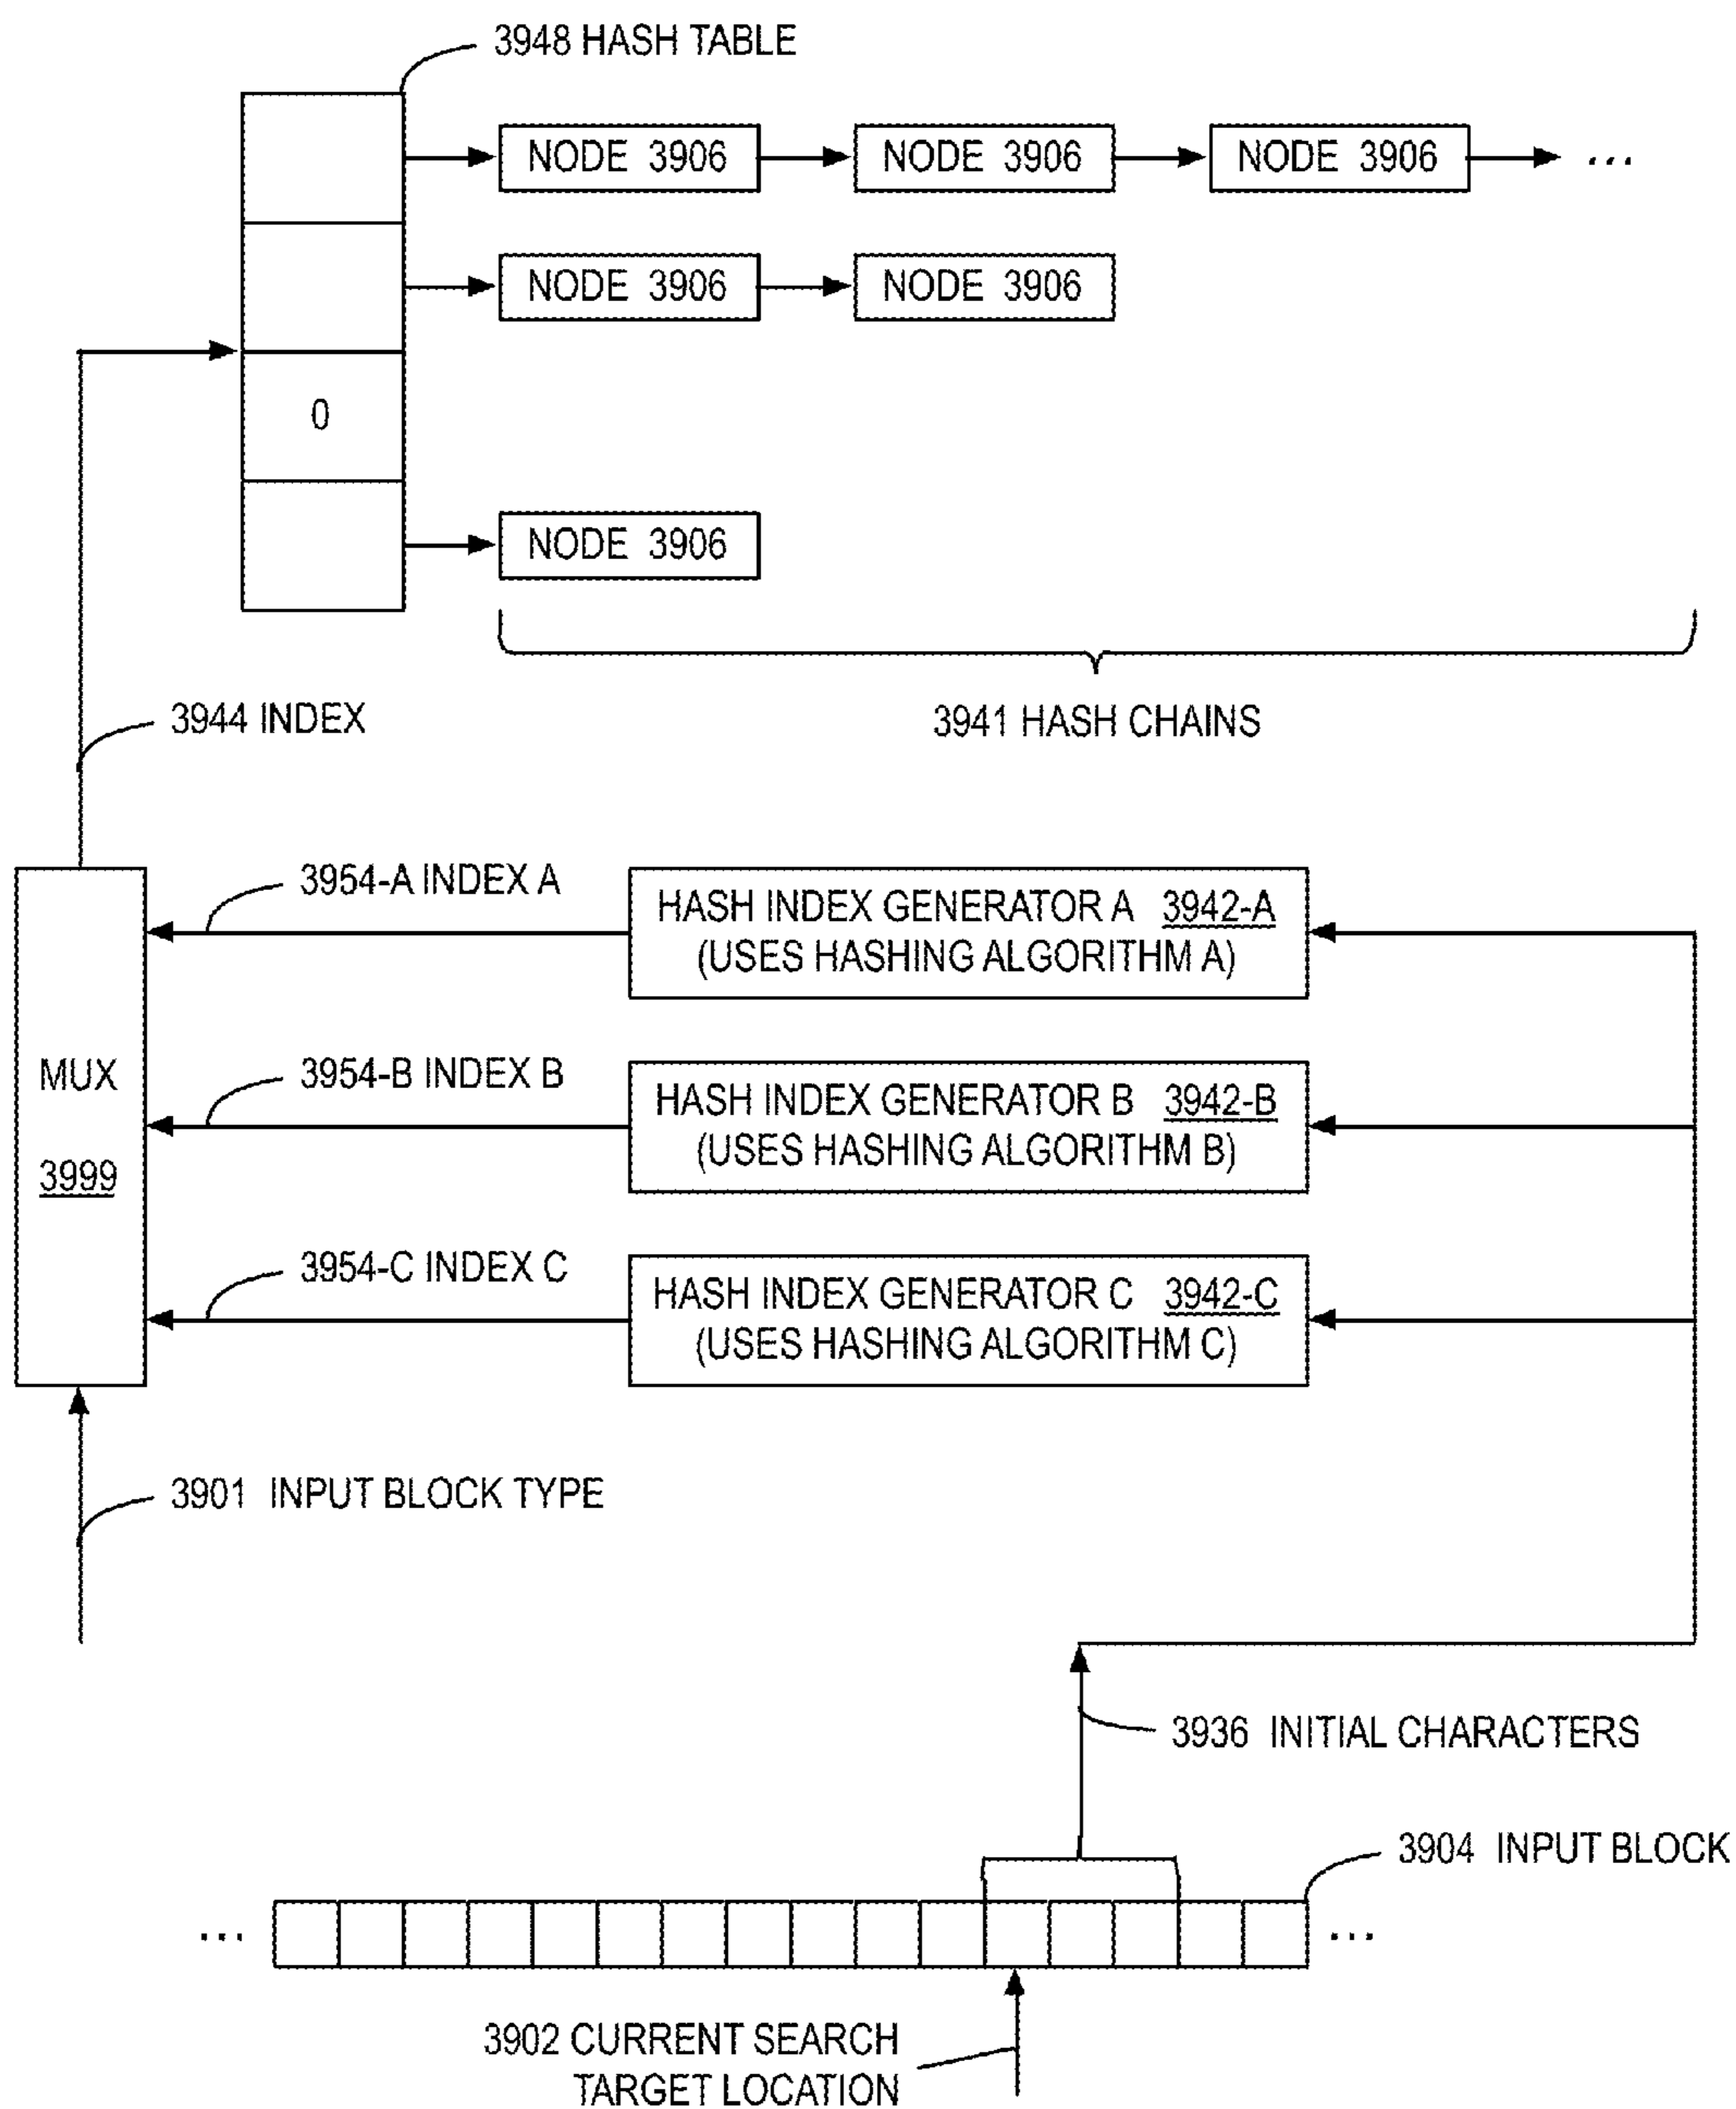 3948 HASH TABLE
NODE 3906
NODE 3906
NODE 3906
...
NODE 3906
NODE 3906
0
NODE 3906
3944 INDEX
3941 HASH CHAINS
3954-A INDEX A
HASH INDEX GENERATOR A 3942-A
(USES HASHING ALGORITHM A)
MUX
3999
3954-B INDEX B
HASH INDEX GENERATOR B 3942-B
(USES HASHING ALGORITHM B)
3954-C INDEX C
HASH INDEX GENERATOR C 3942-C
(USES HASHING ALGORITHM C)
3901 INPUT BLOCK TYPE
3936 INITIAL CHARACTERS
3904 INPUT BLOCK
...
...
3902 CURRENT SEARCH
TARGET LOCATION